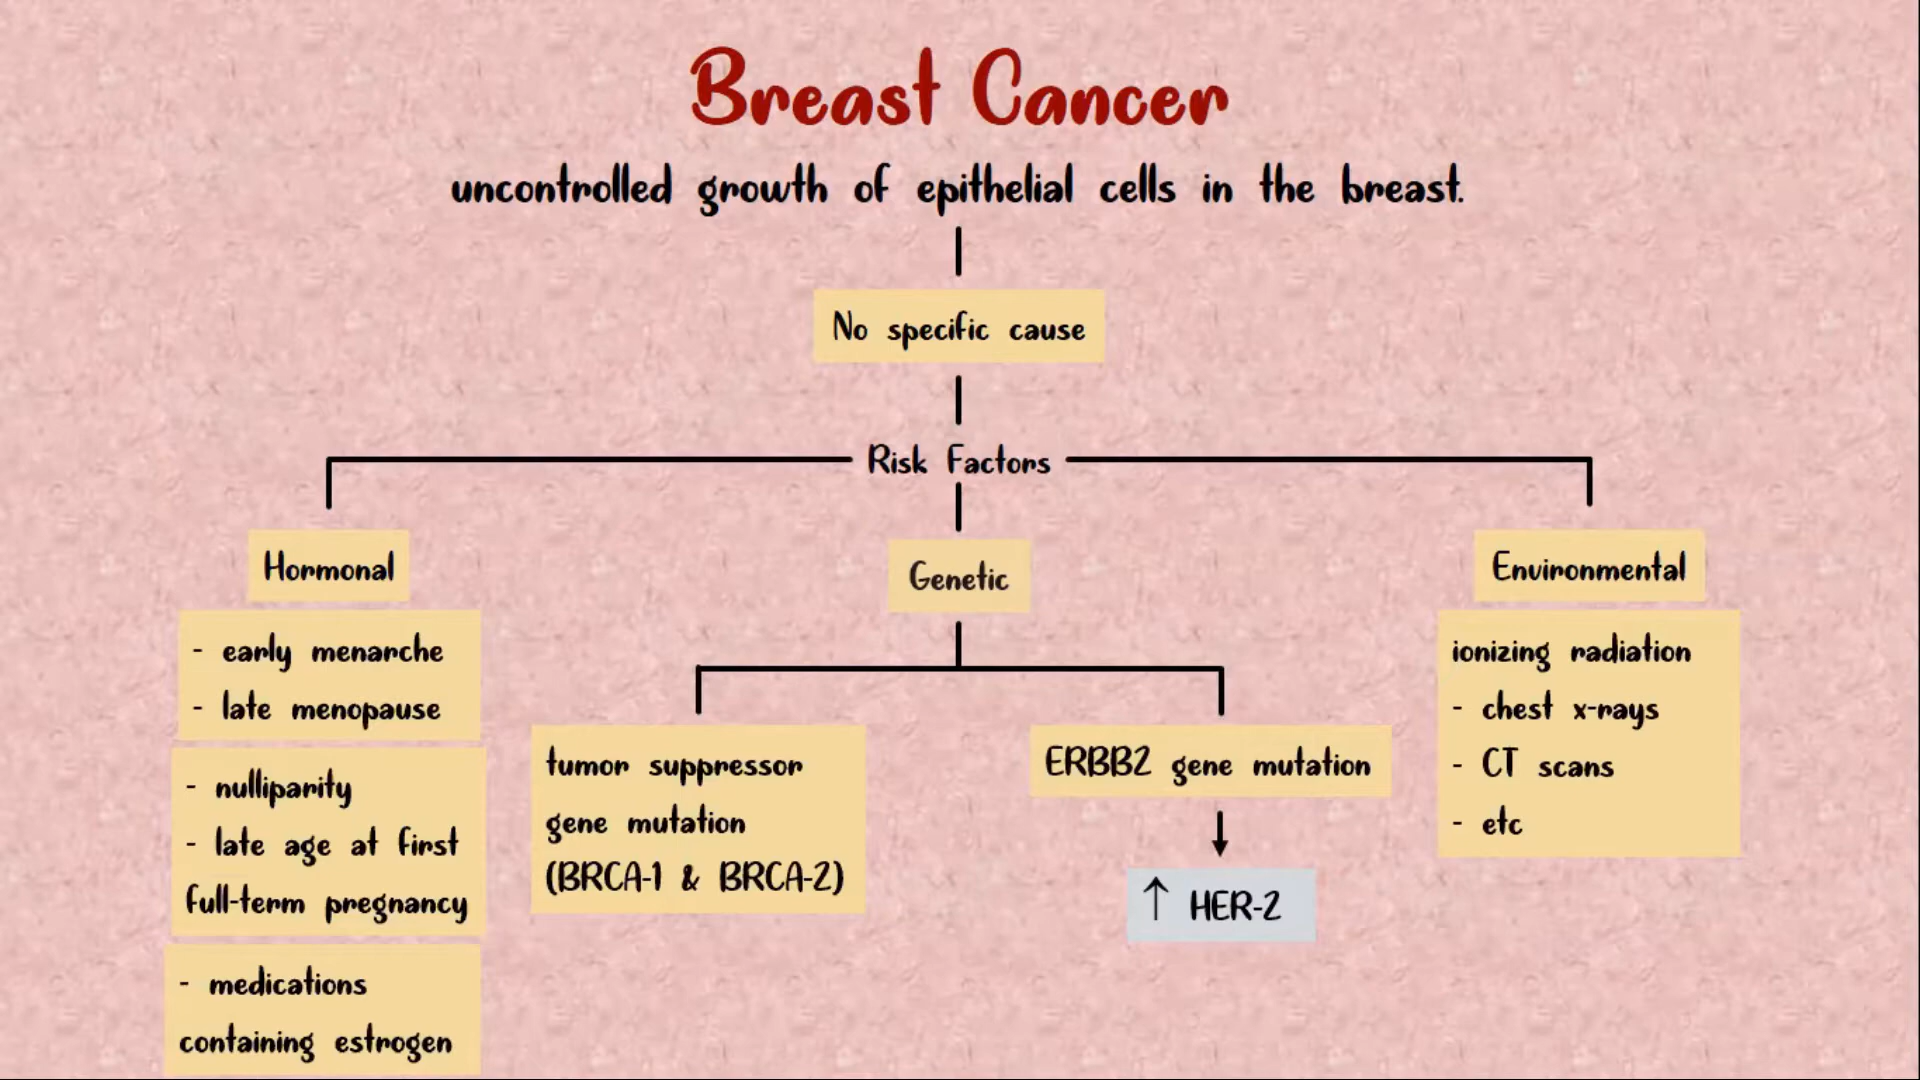 Breast Cancer
uncontrolled growth of epithelial cells in the breast.
No specific cause
Risk Factors
Hormonal
- early menarche
- late menopause
- nulliparity
- late age at first
full-term pregnancy
- medications
containing estrogen
Genetic
tumor suppressor
gene mutation
(BRCA-1 & BRCA-2)
ERBB2 gene mutation
↑ HER-2
Environmental
ionizing radiation
- chest x-rays
- CT scans
- etc